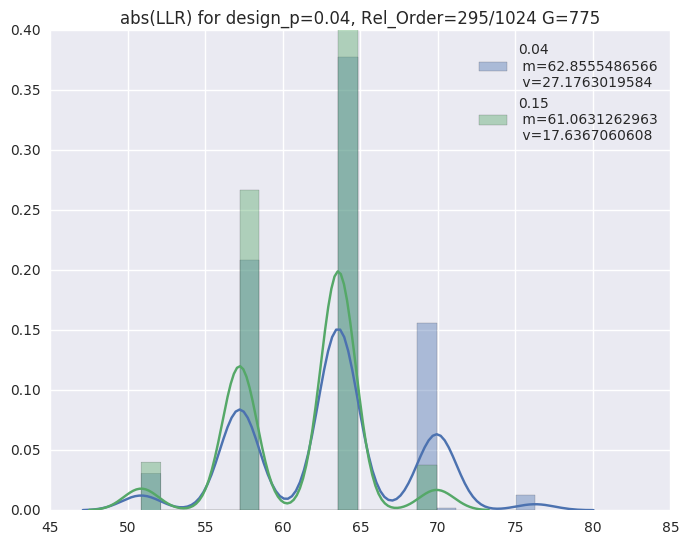 abs(LLR) for design_p=0.04, Rel_Order=295/1024 G=775
0.40
0.35
0.30
0.25
0.20
0.15
0.10
0.05
0.00
0.04
m=62.8555486566
v=27.1763019584
0.15
m=61.0631262963
v=17.6367060608
45 50 55 60 65 70 75 80 85